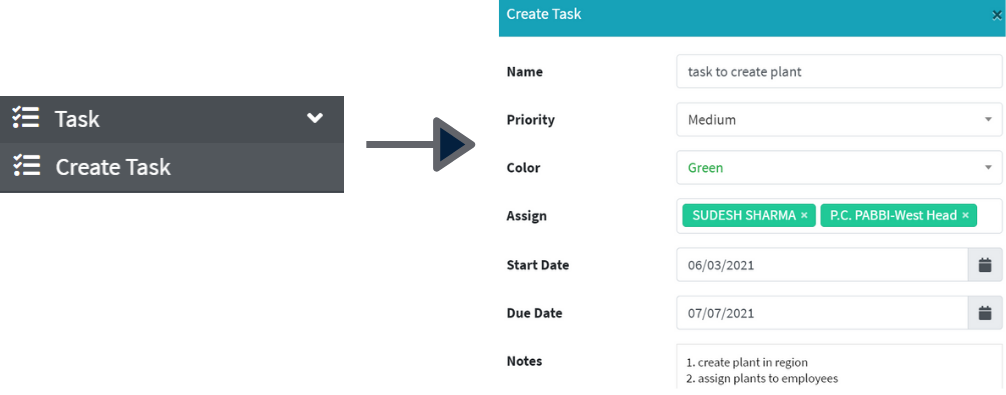 Task
Create Task
Create Task ×
Name task to create plant
Priority Medium
Color Green
Assign SUDESH SHARMA × P.C. PABBI-West Head ×
Start Date 06/03/2021
Due Date 07/07/2021
Notes 1. create plant in region
2. assign plants to employees